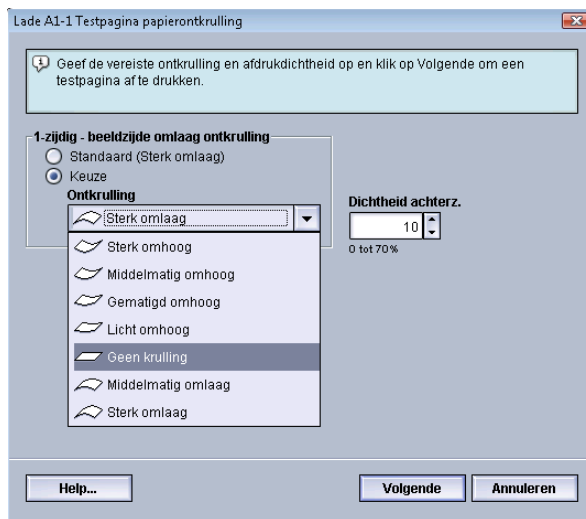 Lade A1-1 Testpagina papierontkrulling
Geef de vereiste ontkrulling en afdrukdichtheid op en klik op Volgende om een
testpagina af te drukken.
1-zijdig - beeldzijde omlaag ontkrulling
Standaard (Sterk omlaag)
Keuze
Ontkrulling
Sterk omlaag
Dichtheid achterz.
10
0 tot 70%
Sterk omhoog
Middelmatig omhoog
Gematigd omhoog
Licht omhoog
Geen krulling
Middelmatig omlaag
Sterk omlaag
Help...
Volgende
Annuleren